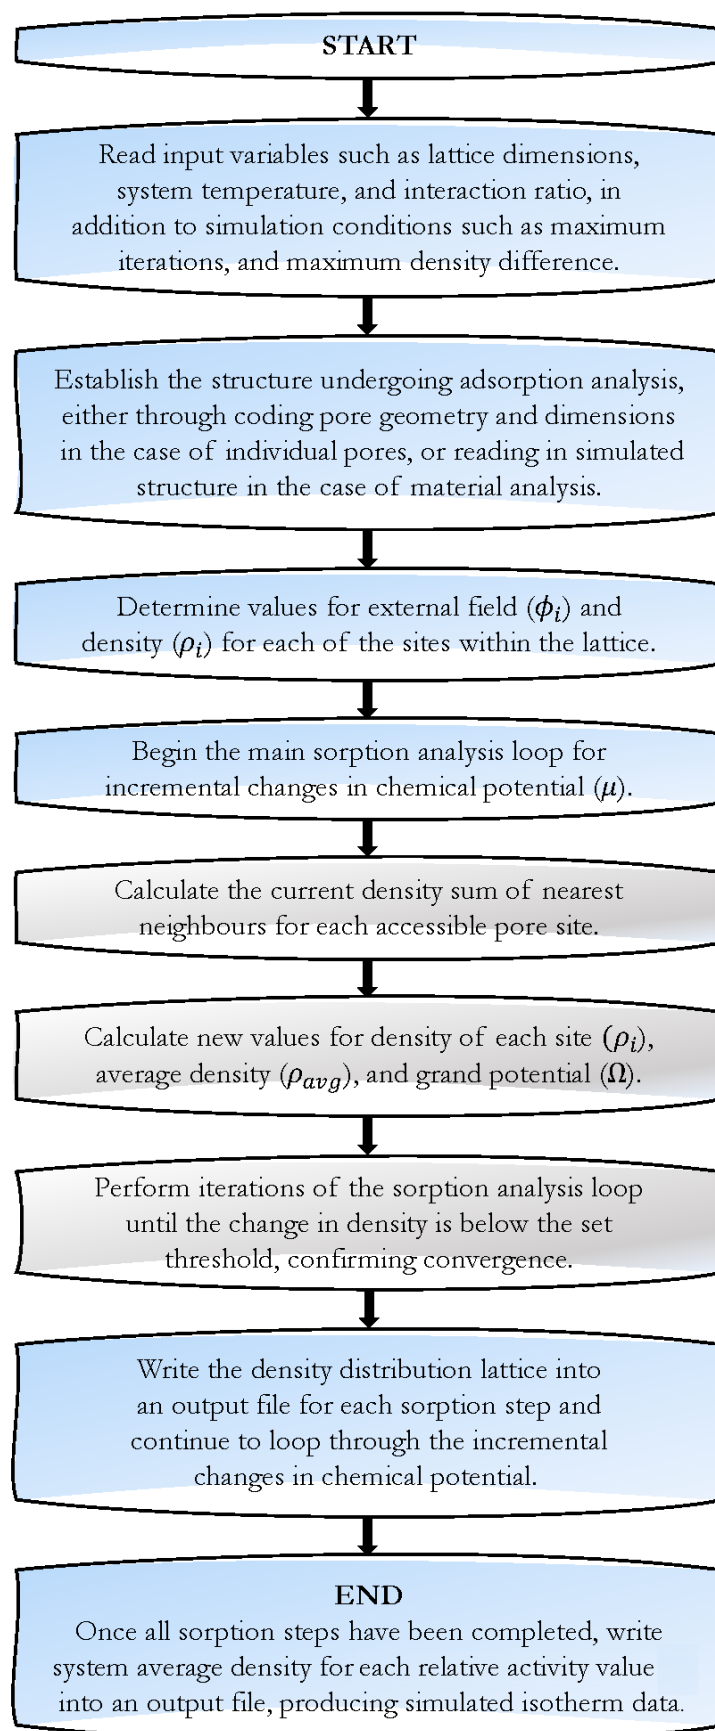 START
Read input variables such as lattice dimensions,
system temperature, and interaction ratio, in
addition to simulation conditions such as maximum
iterations, and maximum density difference.
Establish the structure undergoing adsorption analysis,
either through coding pore geometry and dimensions
in the case of individual pores, or reading in simulated
structure in the case of material analysis.
Determine values for external field (ϕᵢ) and
density (ρᵢ) for each of the sites within the lattice.
Begin the main sorption analysis loop for
incremental changes in chemical potential (μ).
Calculate the current density sum of nearest
neighbours for each accessible pore site.
Calculate new values for density of each site (ρᵢ),
average density (ρ_avg), and grand potential (Ω).
Perform iterations of the sorption analysis loop
until the change in density is below the set
threshold, confirming convergence.
Write the density distribution lattice into
an output file for each sorption step and
continue to loop through the incremental
changes in chemical potential.
END
Once all sorption steps have been completed, write
system average density for each relative activity value
into an output file, producing simulated isotherm data.